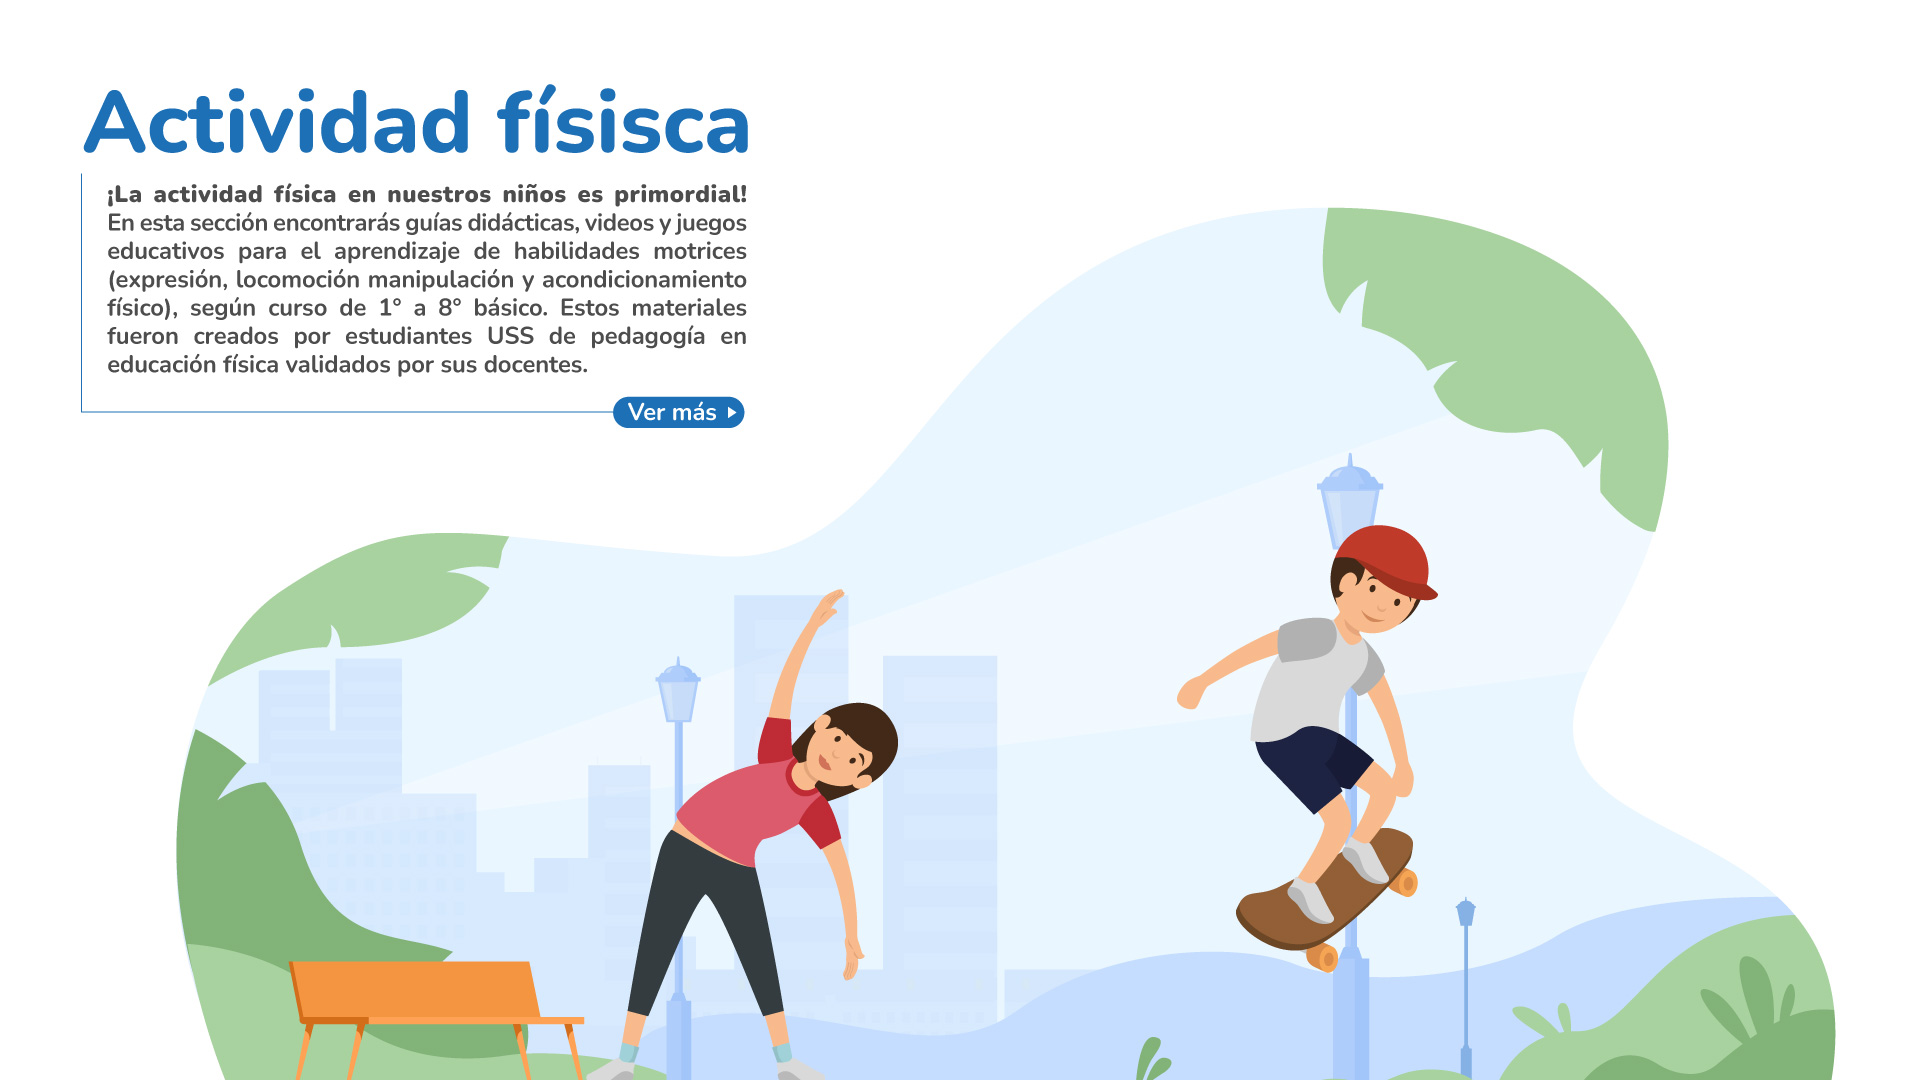 Actividad físisca
¡La actividad física en nuestros niños es primordial!
En esta sección encontrarás guías didácticas, videos y juegos
educativos para el aprendizaje de habilidades motrices
(expresión, locomoción manipulación y acondicionamiento
físico), según curso de 1° a 8° básico. Estos materiales
fueron creados por estudiantes USS de pedagogía en
educación física validados por sus docentes.
Ver más